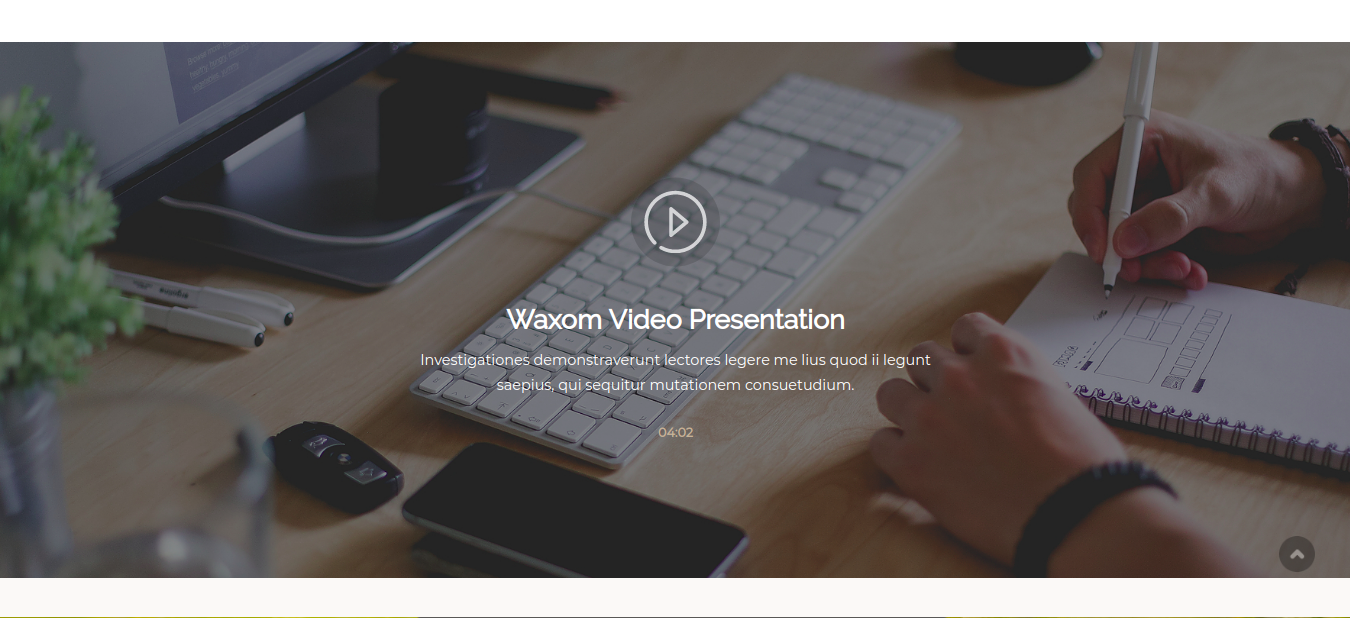 Waxom Video Presentation
Investigationes demonstraverunt lectores legere me lius quod ii legunt
saepius, qui sequitur mutationem consuetudium.
04:02